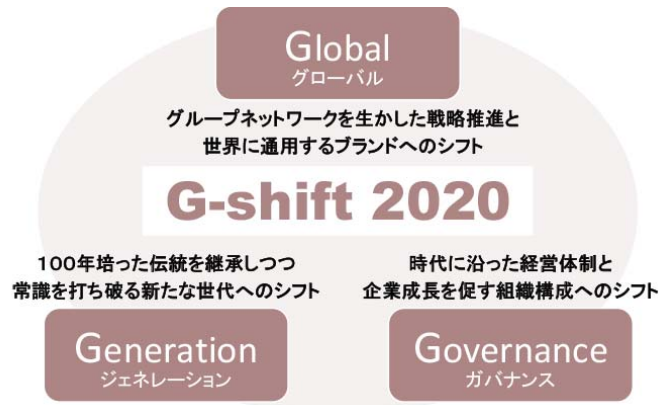 Global
グローバル
グループネットワークを生かした戦略推進と
世界に通用するブランドへのシフト
G-shift 2020
100年培った伝統を継承しつつ
常識を打ち破る新たな世代へのシフト
Generation
ジェネレーション
時代に沿った経営体制と
企業成長を促す組織構成へのシフト
Governance
ガバナンス